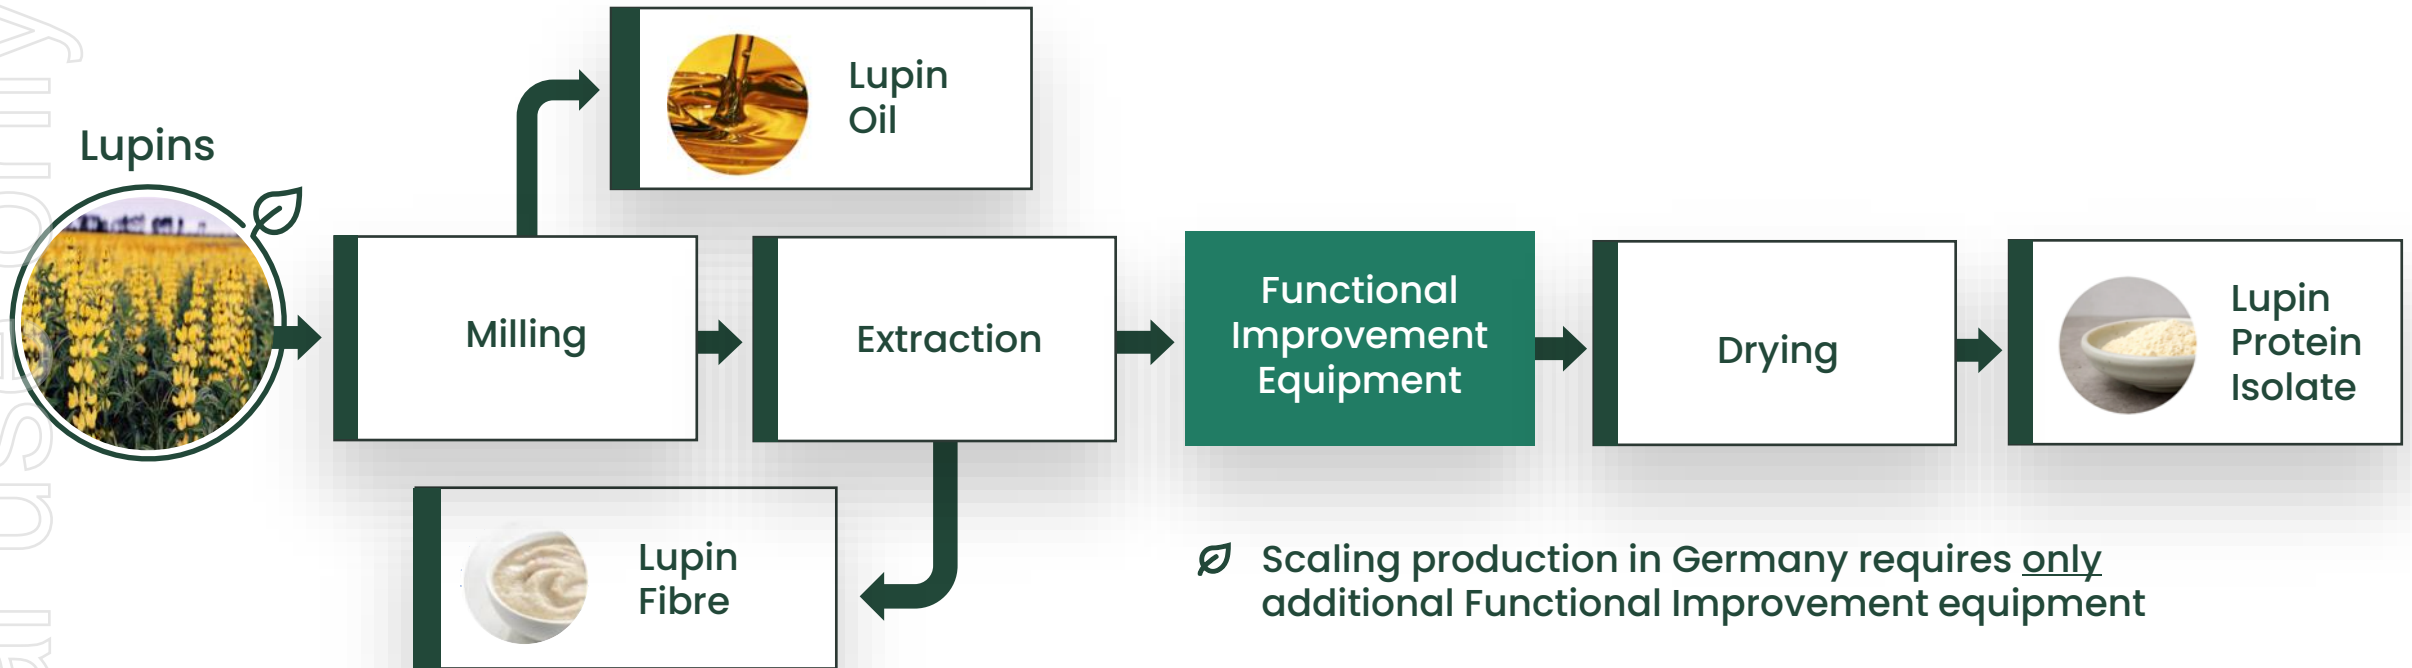 Lupins
Lupin
Oil
Milling
Extraction
Functional
Improvement
Equipment
Drying
Lupin
Protein
Isolate
Lupin
Fibre
Scaling production in Germany requires only
additional Functional Improvement equipment